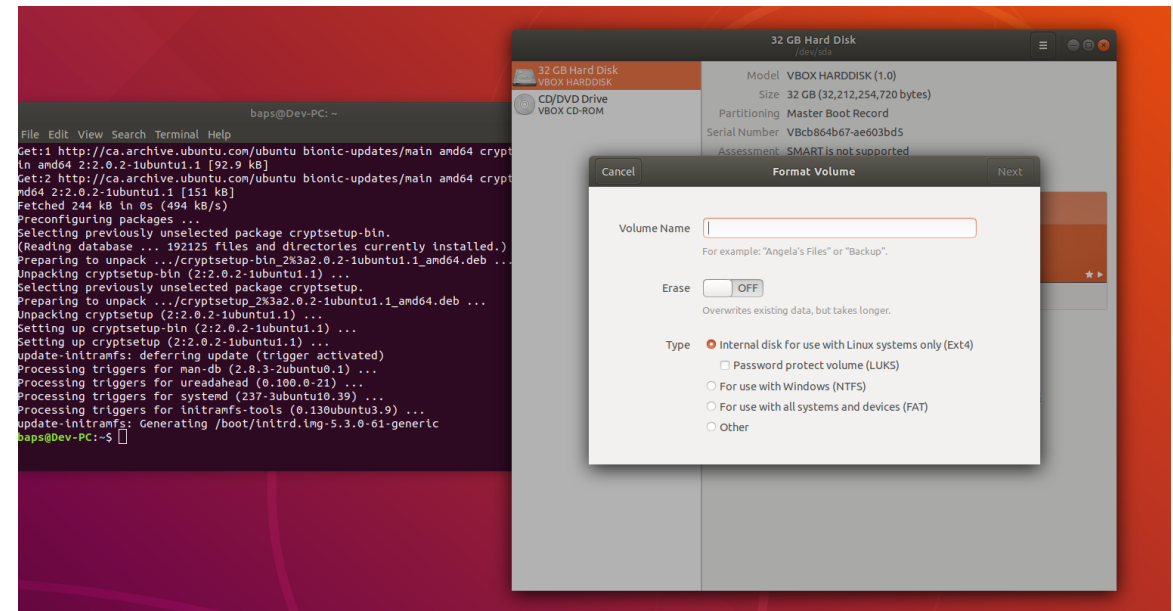 baps@Dev-PC: ~
File Edit View Search Terminal Help
Get:1 http://ca.archive.ubuntu.com/ubuntu bionic-updates/main amd64 crypt
in amd64 2:2.0.2-1ubuntu1.1 [92.9 kB]
Get:2 http://ca.archive.ubuntu.com/ubuntu bionic-updates/main amd64 crypt
md64 2:2.0.2-1ubuntu1.1 [151 kB]
Fetched 244 kB in 0s (494 kB/s)
Preconfiguring packages ...
Selecting previously unselected package cryptsetup-bin.
(Reading database ... 192125 files and directories currently installed.)
Preparing to unpack .../cryptsetup-bin_2%3a2.0.2-1ubuntu1.1_amd64.deb ...
Unpacking cryptsetup-bin (2:2.0.2-1ubuntu1.1) ...
Selecting previously unselected package cryptsetup.
Preparing to unpack .../cryptsetup_2%3a2.0.2-1ubuntu1.1_amd64.deb ...
Unpacking cryptsetup (2:2.0.2-1ubuntu1.1) ...
Setting up cryptsetup-bin (2:2.0.2-1ubuntu1.1) ...
Setting up cryptsetup (2:2.0.2-1ubuntu1.1) ...
update-initramfs: deferring update (trigger activated)
Processing triggers for man-db (2.8.3-2ubuntu0.1) ...
Processing triggers for ureadahead (0.100.0-21) ...
Processing triggers for systemd (237-3ubuntu10.39) ...
Processing triggers for initramfs-tools (0.130ubuntu3.9) ...
update-initramfs: Generating /boot/initrd.img-5.3.0-61-generic
baps@Dev-PC:~$
32 GB Hard Disk
/dev/sda
32 GB Hard Disk
VBOX HARDDISK
CD/DVD Drive
VBOX CD-ROM
Model VBOX HARDDISK (1.0)
Size 32 GB (32,212,254,720 bytes)
Partitioning Master Boot Record
Serial Number VBcb864b67-ae603bd5
Assessment SMART is not supported
Cancel Format Volume Next
Volume Name
For example: “Angela’s Files” or “Backup”.
Erase OFF
Overwrites existing data, but takes longer.
Type Internal disk for use with Linux systems only (Ext4)
Password protect volume (LUKS)
For use with Windows (NTFS)
For use with all systems and devices (FAT)
Other